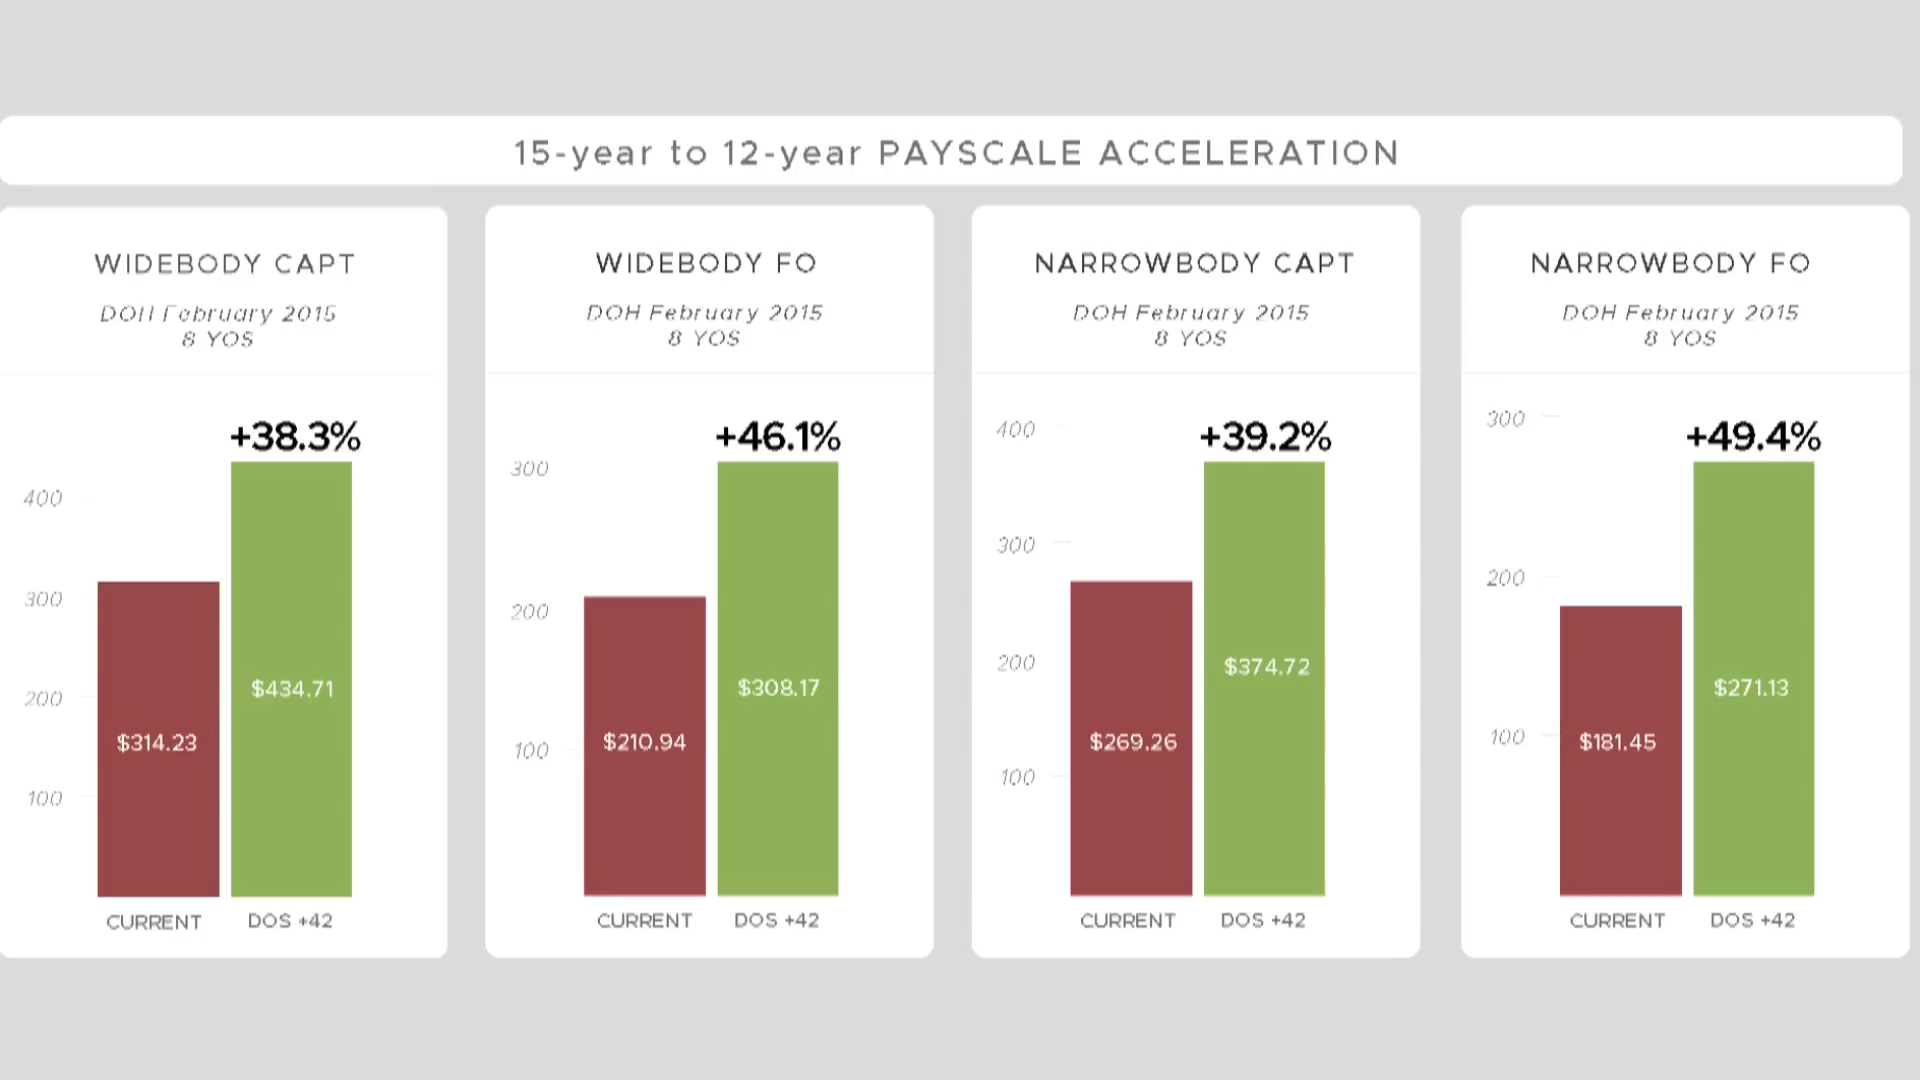 15-year to 12-year PAYSCALE ACCELERATION
WIDEBODY CAPT
DOH February 2015
8 YOS
+38.3%
400
300
200
100
$314.23
$434.71
CURRENT
DOS +42
WIDEBODY FO
DOH February 2015
8 YOS
+46.1%
300
200
100
$210.94
$308.17
CURRENT
DOS +42
NARROWBODY CAPT
DOH February 2015
8 YOS
+39.2%
400
300
200
100
$269.26
$374.72
CURRENT
DOS +42
NARROWBODY FO
DOH February 2015
8 YOS
+49.4%
300
200
100
$181.45
$271.13
CURRENT
DOS +42